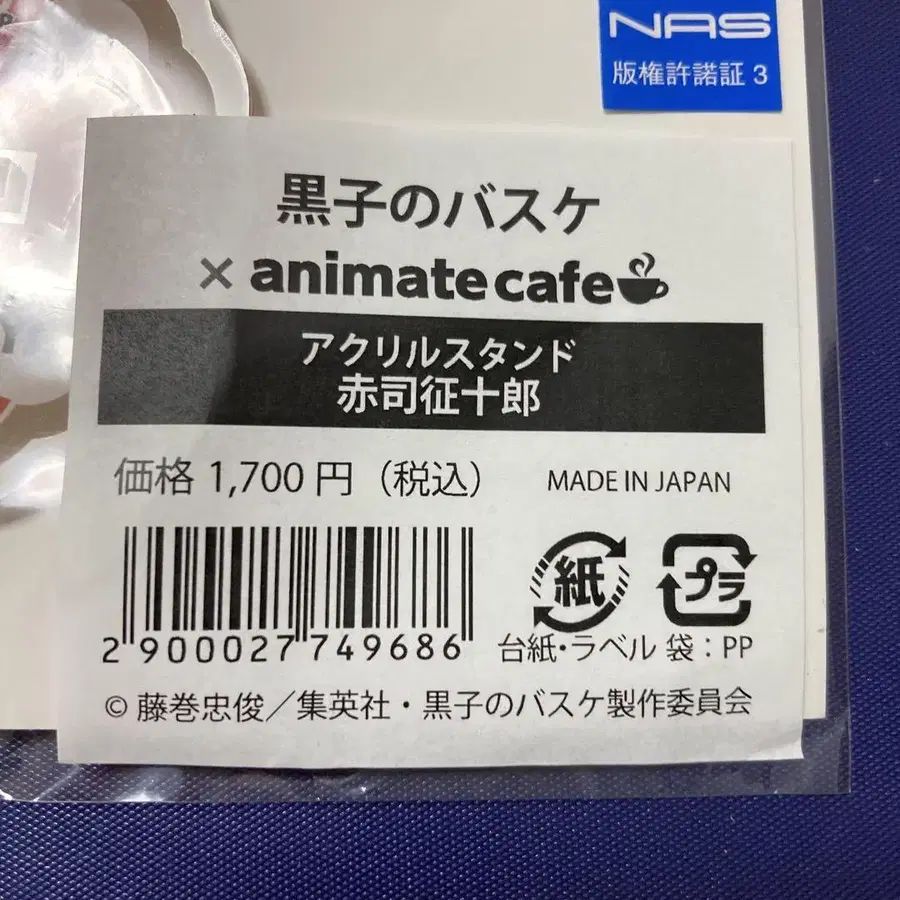 NAS
版権許諾証 3
黒子のバスケ
× animate cafe
アクリルスタンド
赤司征十郎
価格 1,700 円（税込）
MADE IN JAPAN
紙
プラ
2 900027 749686
台紙・ラベル 袋：PP
© 藤巻忠俊／集英社・黒子のバスケ製作委員会